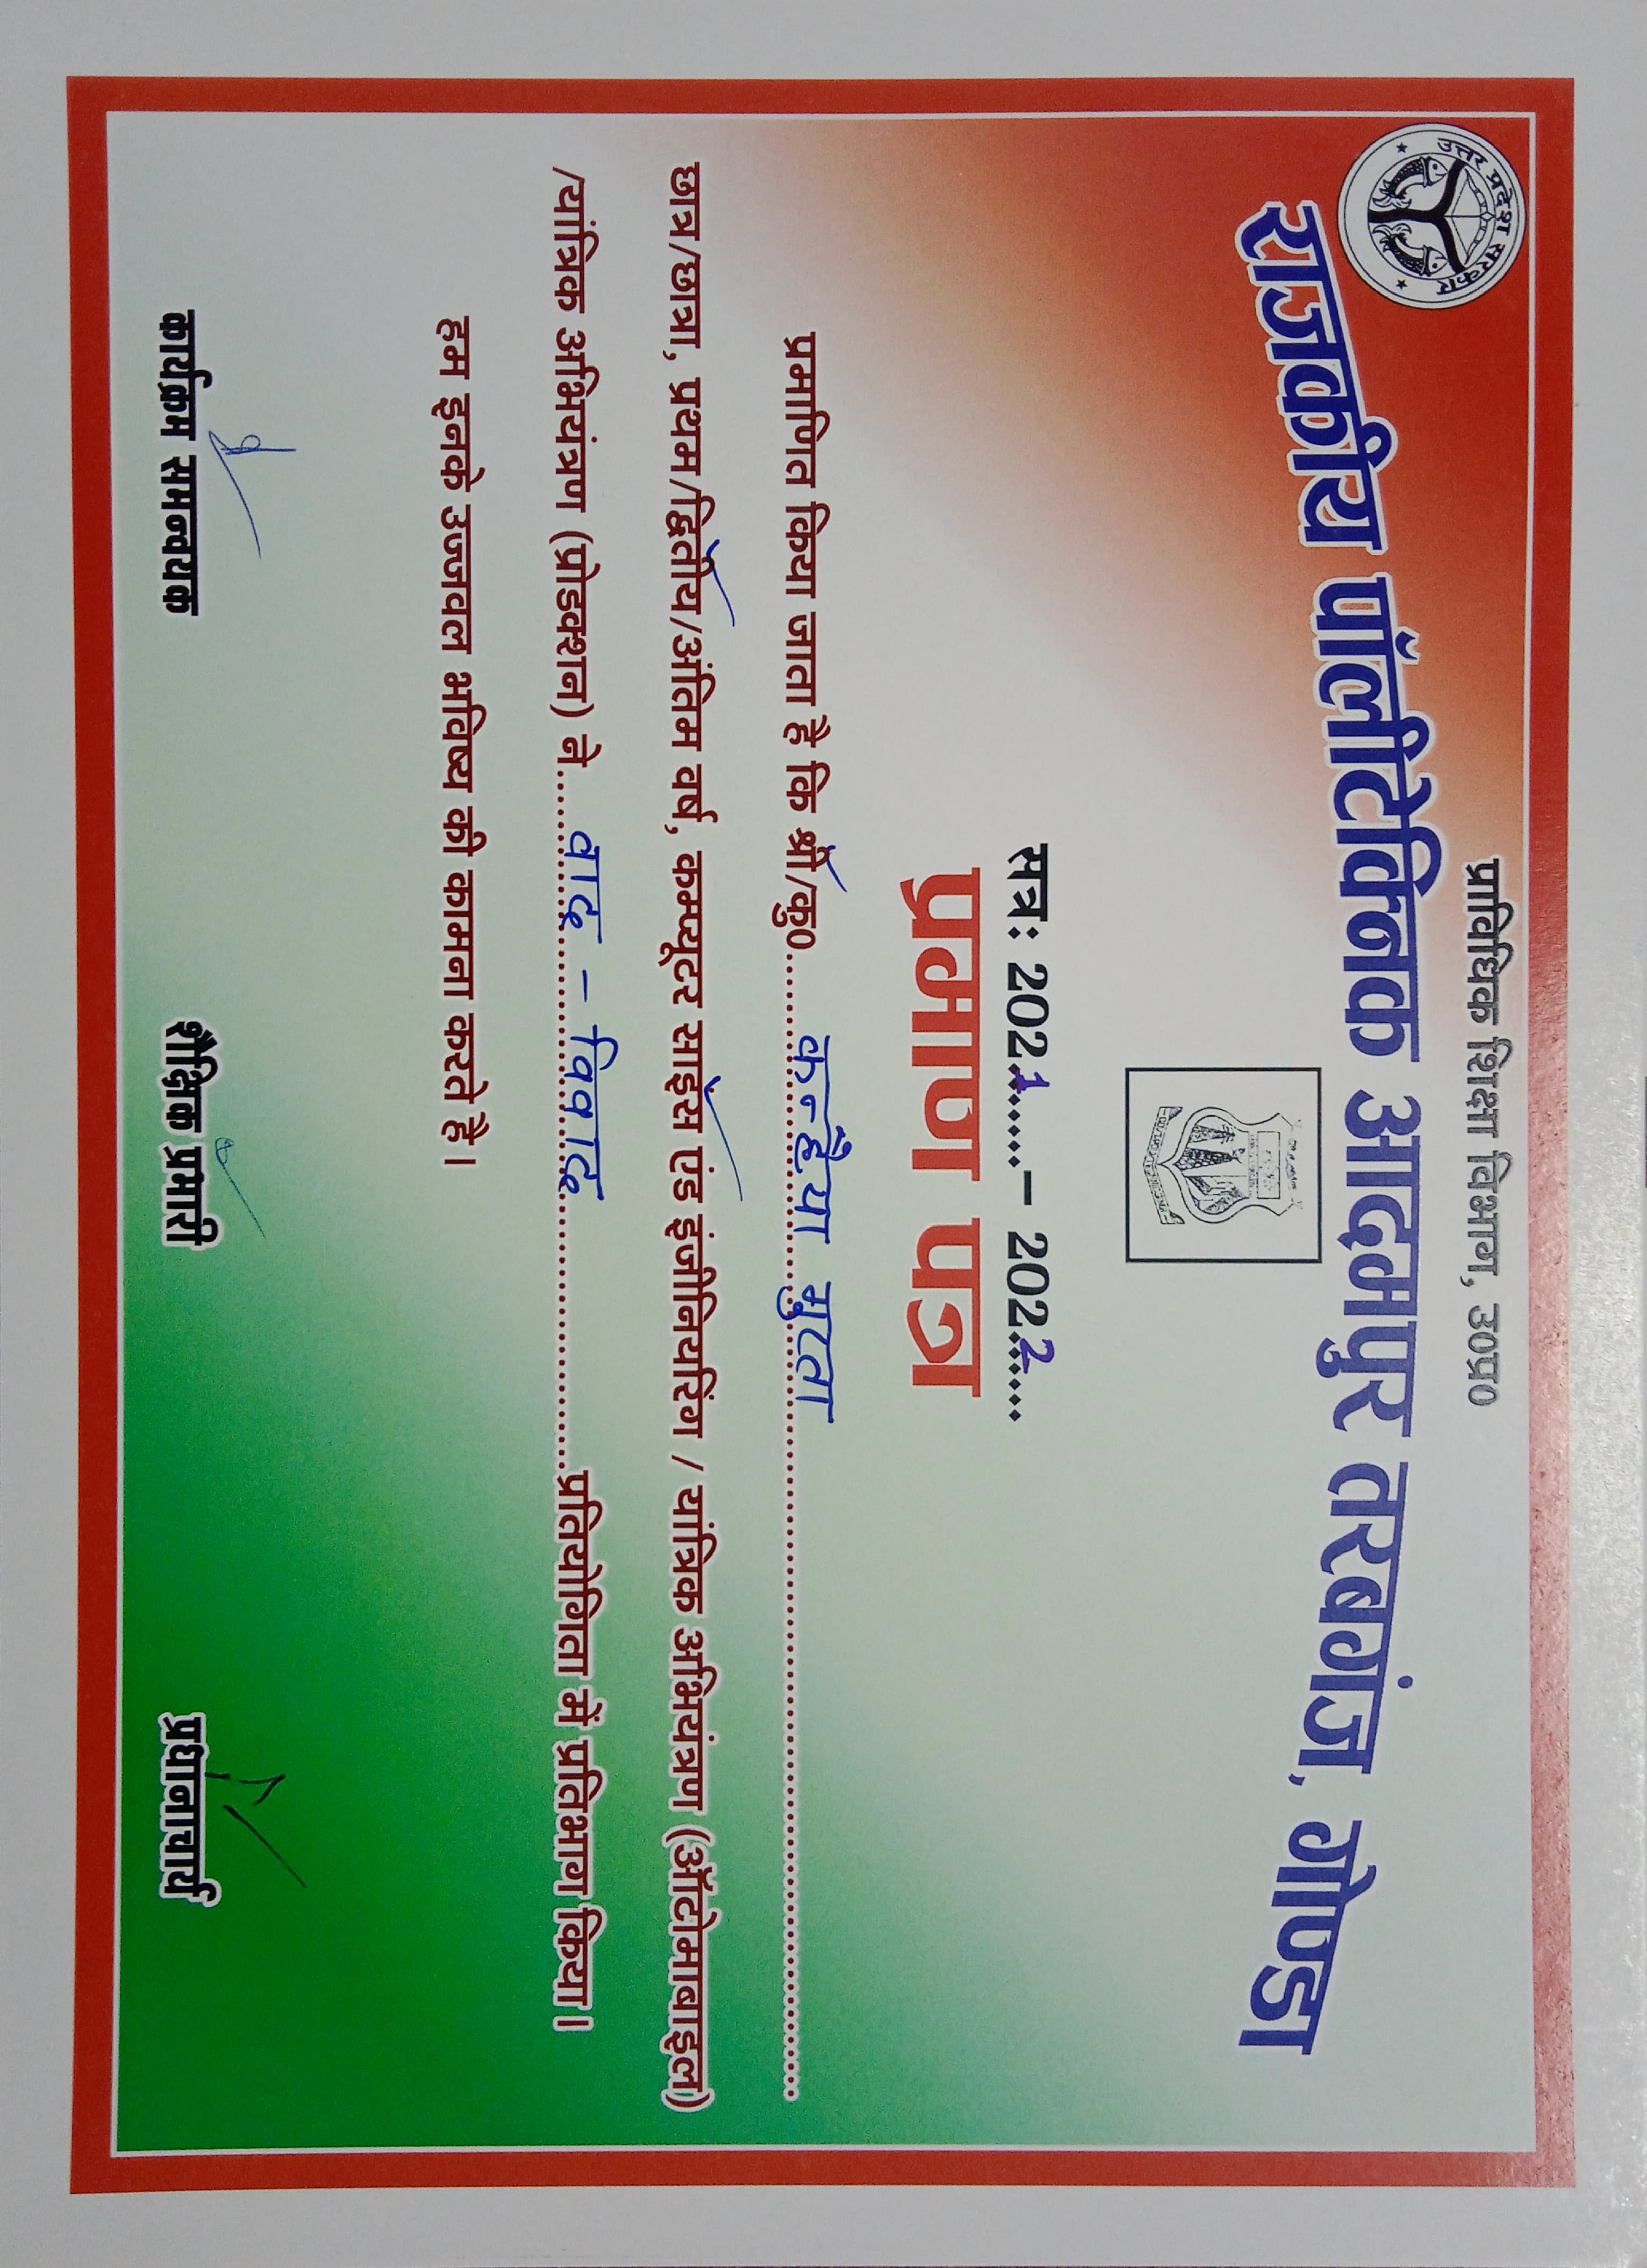 उत्तर प्रदेश सरकार
प्राविधिक शिक्षा विभाग, उ0प्र0
राजकीय पॉलीटेक्निक आदमपुर तरबगंज, गोण्डा
सत्र: 2021......– 2022......
प्रमाण पत्र
प्रमाणित किया जाता है कि श्री/कु0.......... कन्हैया गुप्ता ..........
छात्र/छात्रा, प्रथम/द्वितीय/अंतिम वर्ष, कम्प्यूटर साइंस एंड इंजीनियरिंग / यांत्रिक अभियंत्रण (ऑटोमाबाइल)
/यांत्रिक अभियंत्रण (प्रोडक्शन) ने..... वाद - विवाद ..........प्रतियोगिता में प्रतिभाग किया।
हम इनके उज्जवल भविष्य की कामना करते है।
कार्यक्रम समन्वयक शैक्षिक प्रभारी प्रधानाचार्य